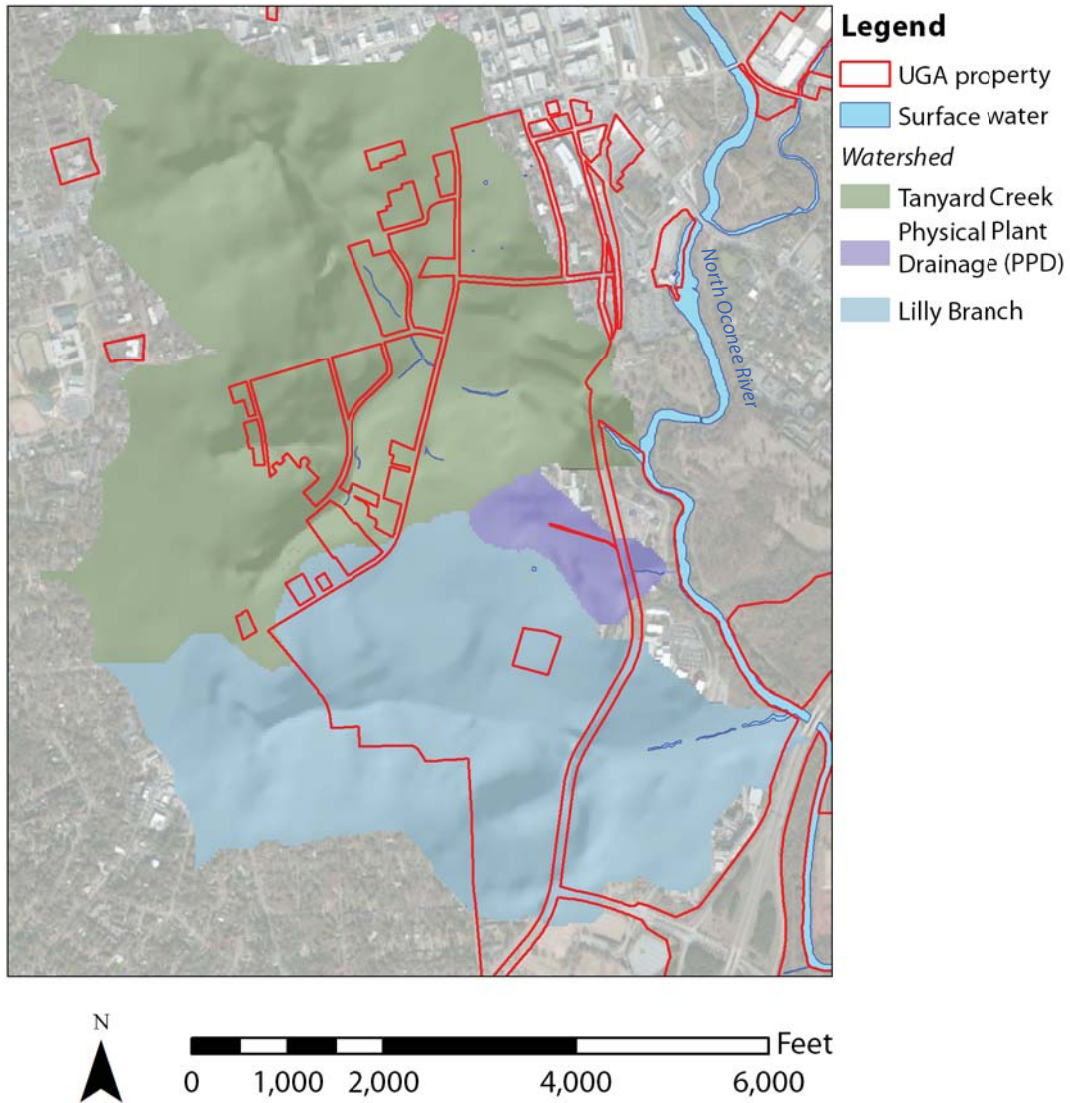 Legend
UGA property
Surface water
Watershed
Tanyard Creek
Physical Plant
Drainage (PPD)
Lilly Branch
North Oconee River
N
Feet
0 1,000 2,000 4,000 6,000